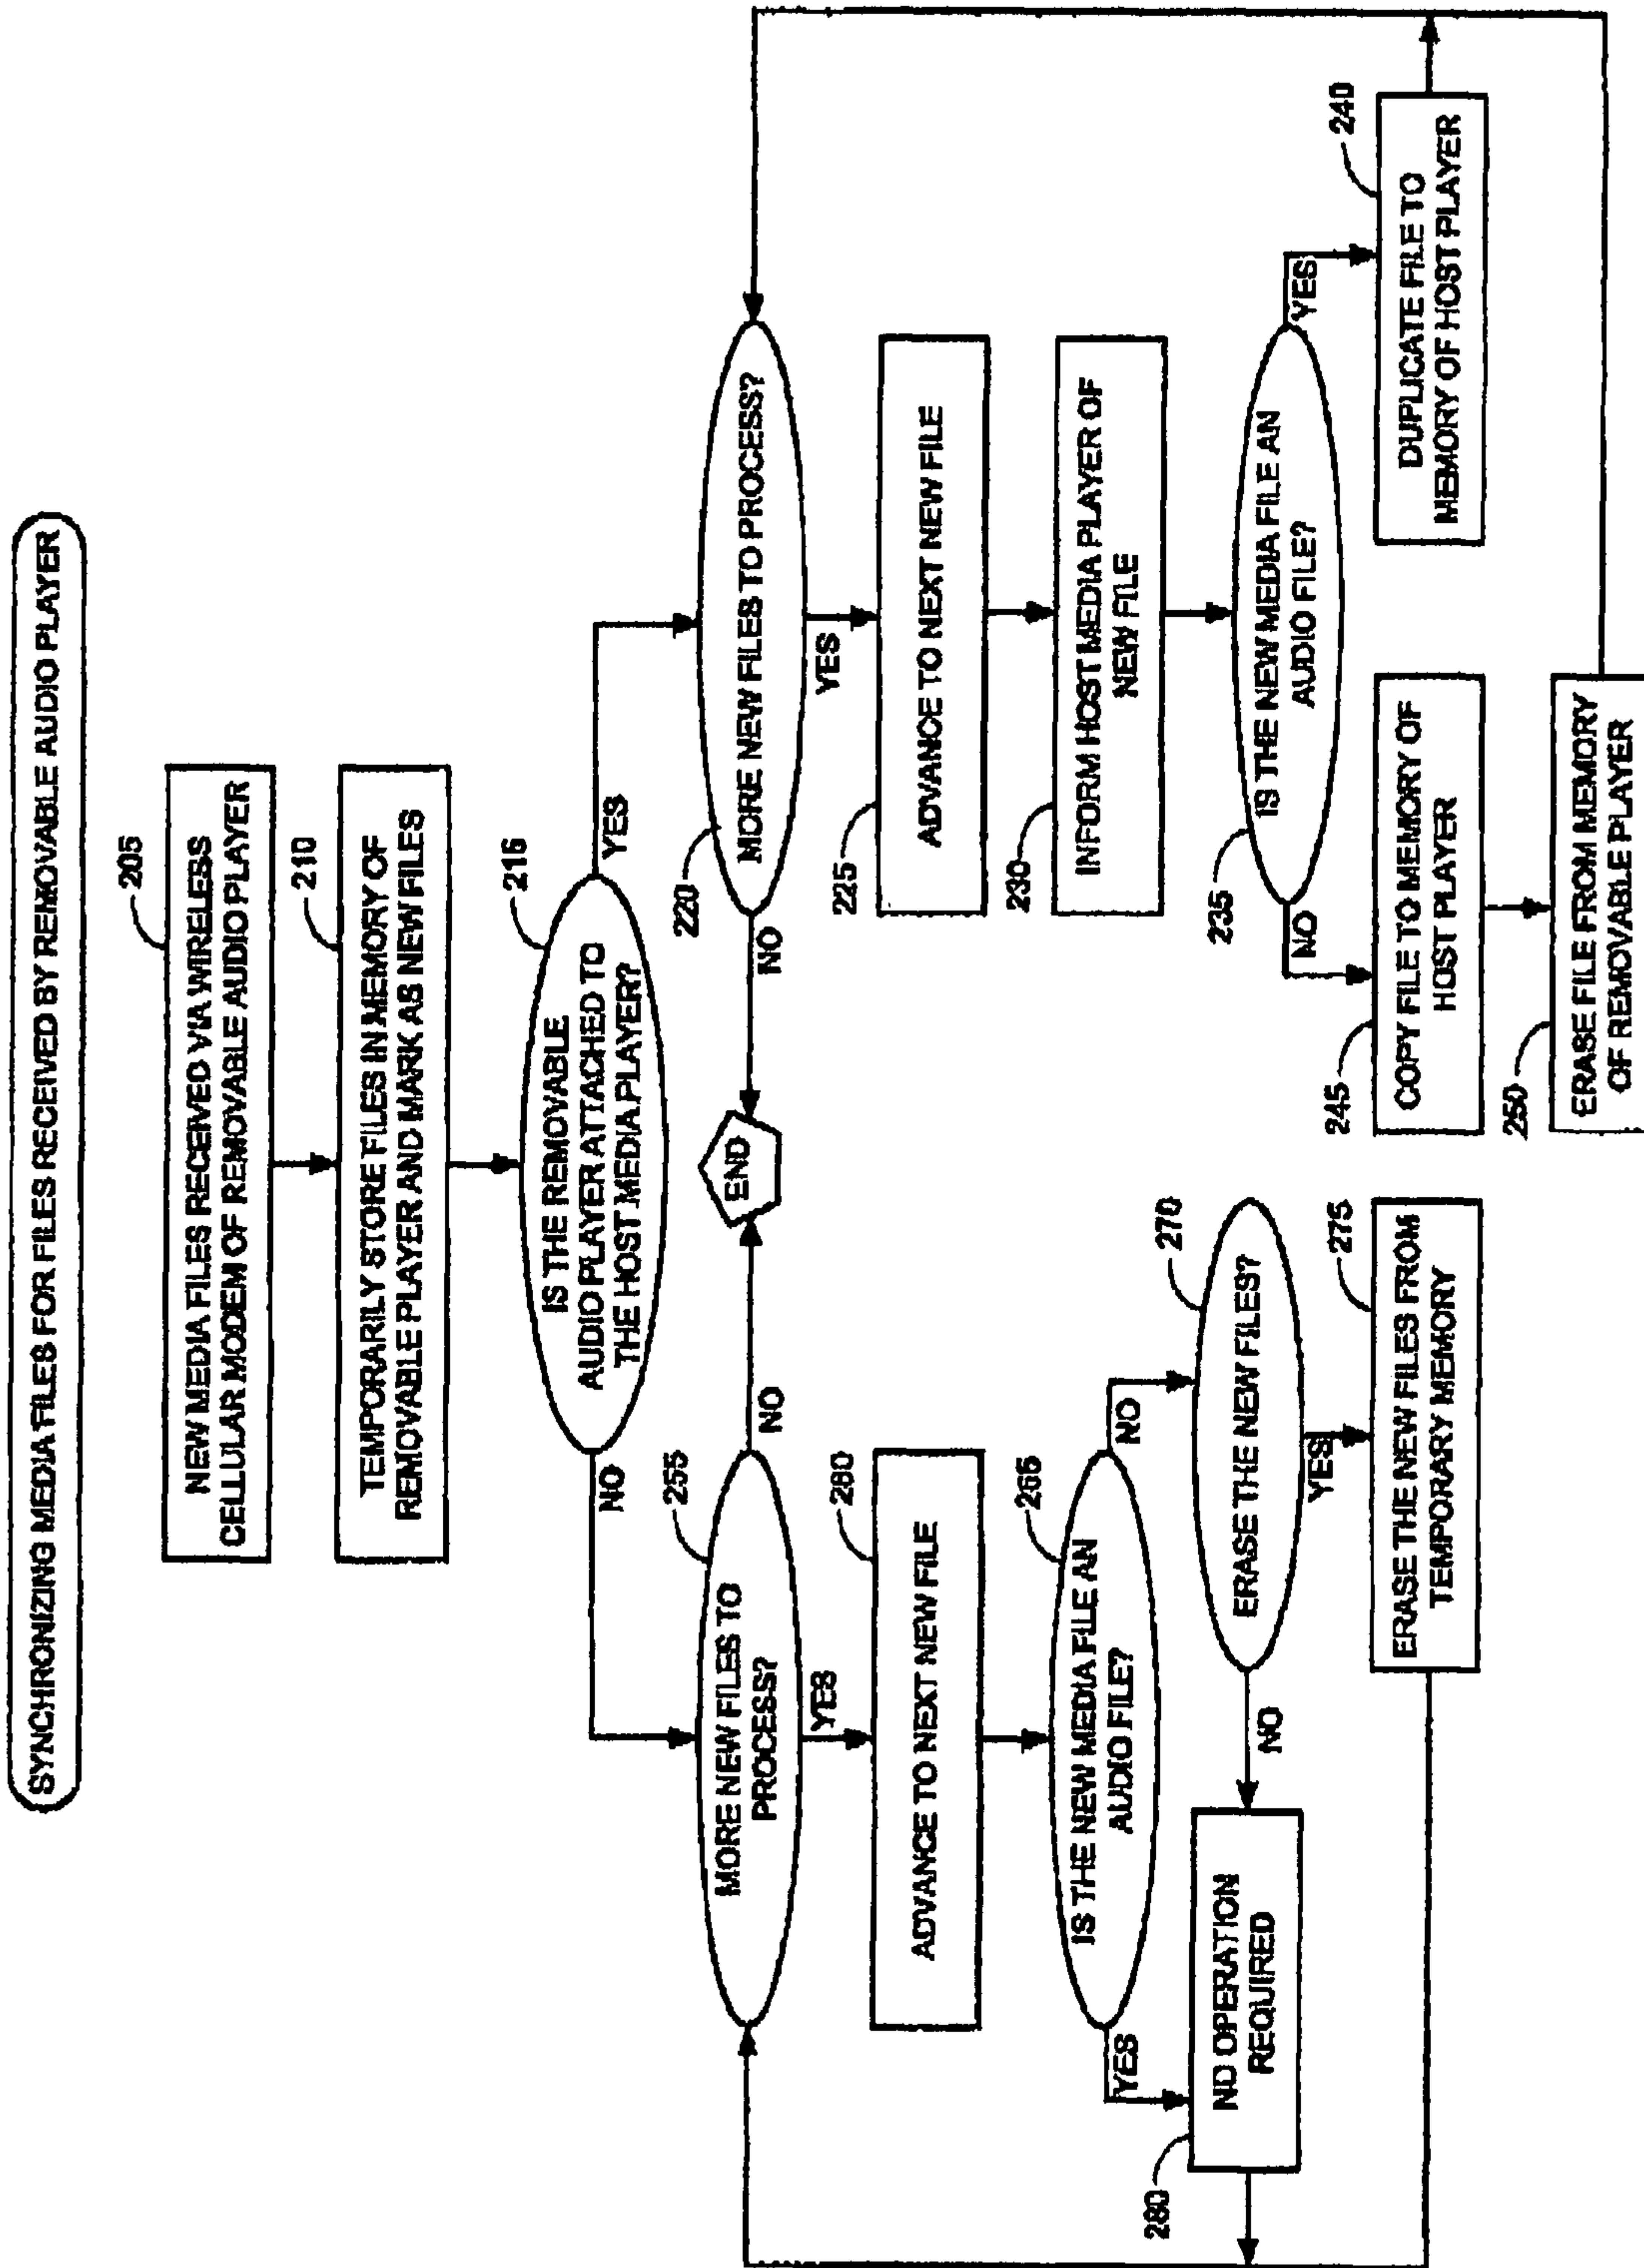 SYNCHRONIZING MEDIA FILES FOR FILES RECEIVED BY REMOVABLE AUDIO PLAYER
205
NEW MEDIA FILES RECEIVED VIA WIRELESS
CELLULAR MODEM OF REMOVABLE AUDIO PLAYER
210
TEMPORARILY STORE FILES IN MEMORY OF
REMOVABLE PLAYER AND MARK AS NEW FILES
215
IS THE REMOVABLE
AUDIO PLAYER ATTACHED TO
THE HOST MEDIA PLAYER?
NO
YES
255
MORE NEW FILES TO
PROCESS?
NO
YES
END
220
MORE NEW FILES TO PROCESS?
NO
YES
260
ADVANCE TO NEXT NEW FILE
225
ADVANCE TO NEXT NEW FILE
265
IS THE NEW MEDIA FILE AN
AUDIO FILE?
YES
NO
230
INFORM HOST MEDIA PLAYER OF
NEW FILE
280
NO OPERATION
REQUIRED
270
ERASE THE NEW FILES?
NO
YES
235
IS THE NEW MEDIA FILE AN
AUDIO FILE?
NO
YES
275
ERASE THE NEW FILES FROM
TEMPORARY MEMORY
245
COPY FILE TO MEMORY OF
HOST PLAYER
240
DUPLICATE FILE TO
MEMORY OF HOST PLAYER
250
ERASE FILE FROM MEMORY
OF REMOVABLE PLAYER